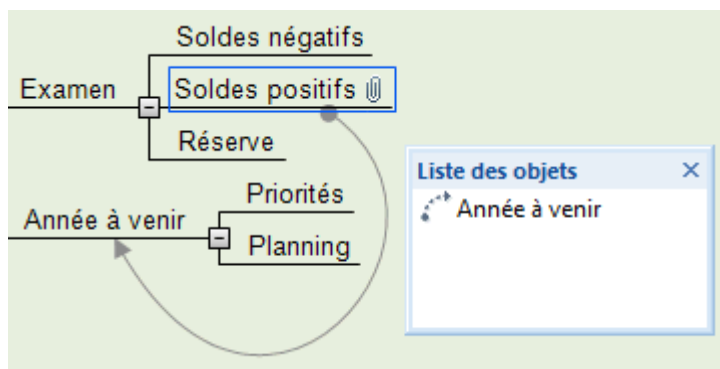 Soldes négatifs
Examen
Soldes positifs
Réserve
Année à venir
Priorités
Planning
Liste des objets
Année à venir